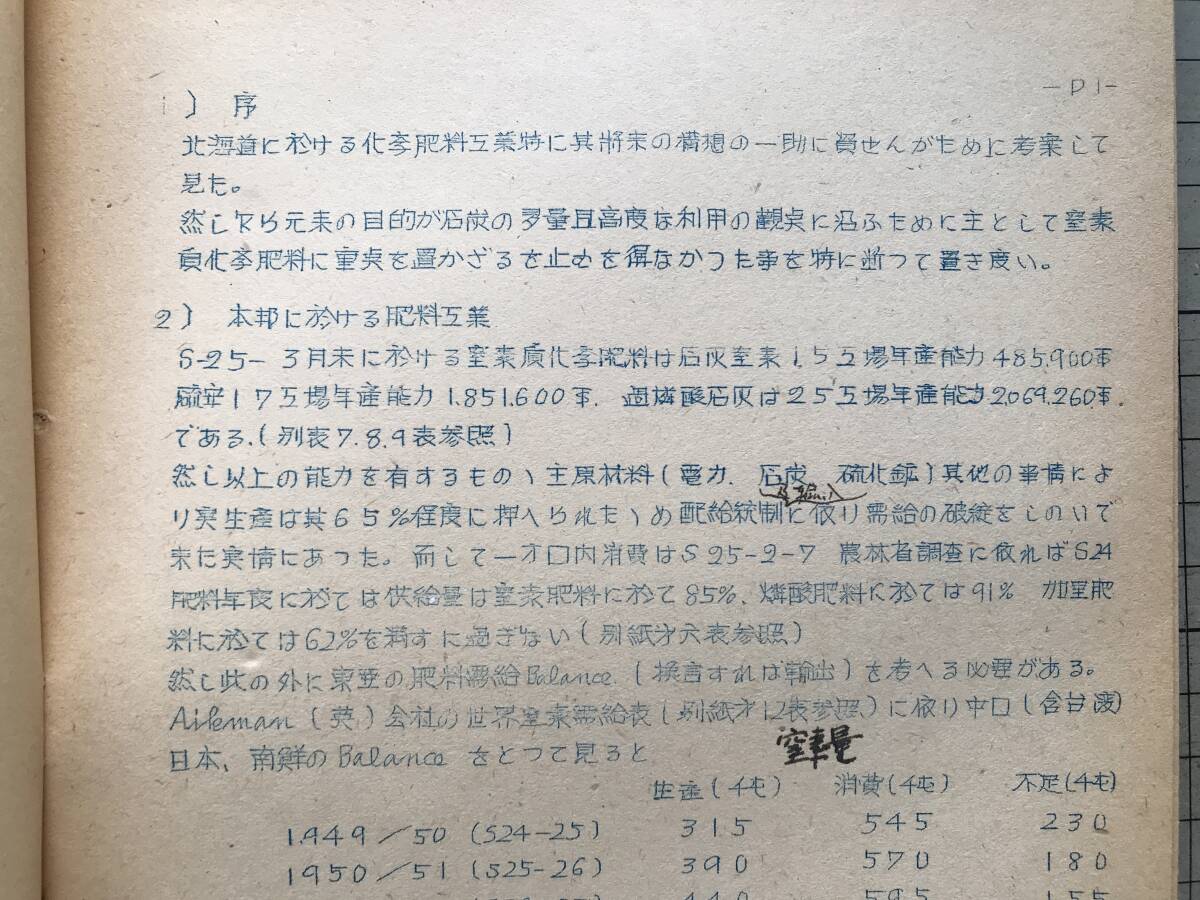 -P1-
1) 序
北海道に於ける化学肥料工業特に其将来の構想の一助に資せんがために考案して
見た。
然し乍ら元来の目的が石炭の多量且高度な利用の観点に沿ふために主として窒素
質化学肥料に重点を置かざるを止むを得なかつた事を特に断つて置き度い。
2) 本邦に於ける肥料工業
S-25-3月末に於ける窒素质化学肥料は石灰窒素15工場年産能力485.900瓲
硫安17工場年産能力1.851.600瓲. 過燐酸石灰は25工場年産能力2069.260.瓲.
である.(別表7.8.9表参照)
然し以上の能力を有するものゝ主原材料(電力. 石炭 硫化鉱)其他の事情によ
り実生産は其65%程度に押へられたゝめ配給統制に依り需給の破綻をしのいで
来た実情にあつた。而して一方国内消費はS25-2-7 農林省調査に依ればS24
肥料年度に於ては供給量は窒素肥料に於て85%. 燐酸肥料に於ては91% 加里肥
料に於ては62%を満すに過ぎない(別紙才六表参照)
然し此の外に東亜の肥料需給Balance.(換言すれは輸出)を考へる必要がある。
Aikman(英)会社の世界窒素需給表(別紙才12表参照.)に依り中国(含台湾)
日本、南鮮のBalance をとつて見ると
窒素量
生産(千屯) 消費(千屯) 不足(千屯)
1.949/50 (S24-25) 315 545 230
1950/51 (S25-26) 390 570 180
440 595 155